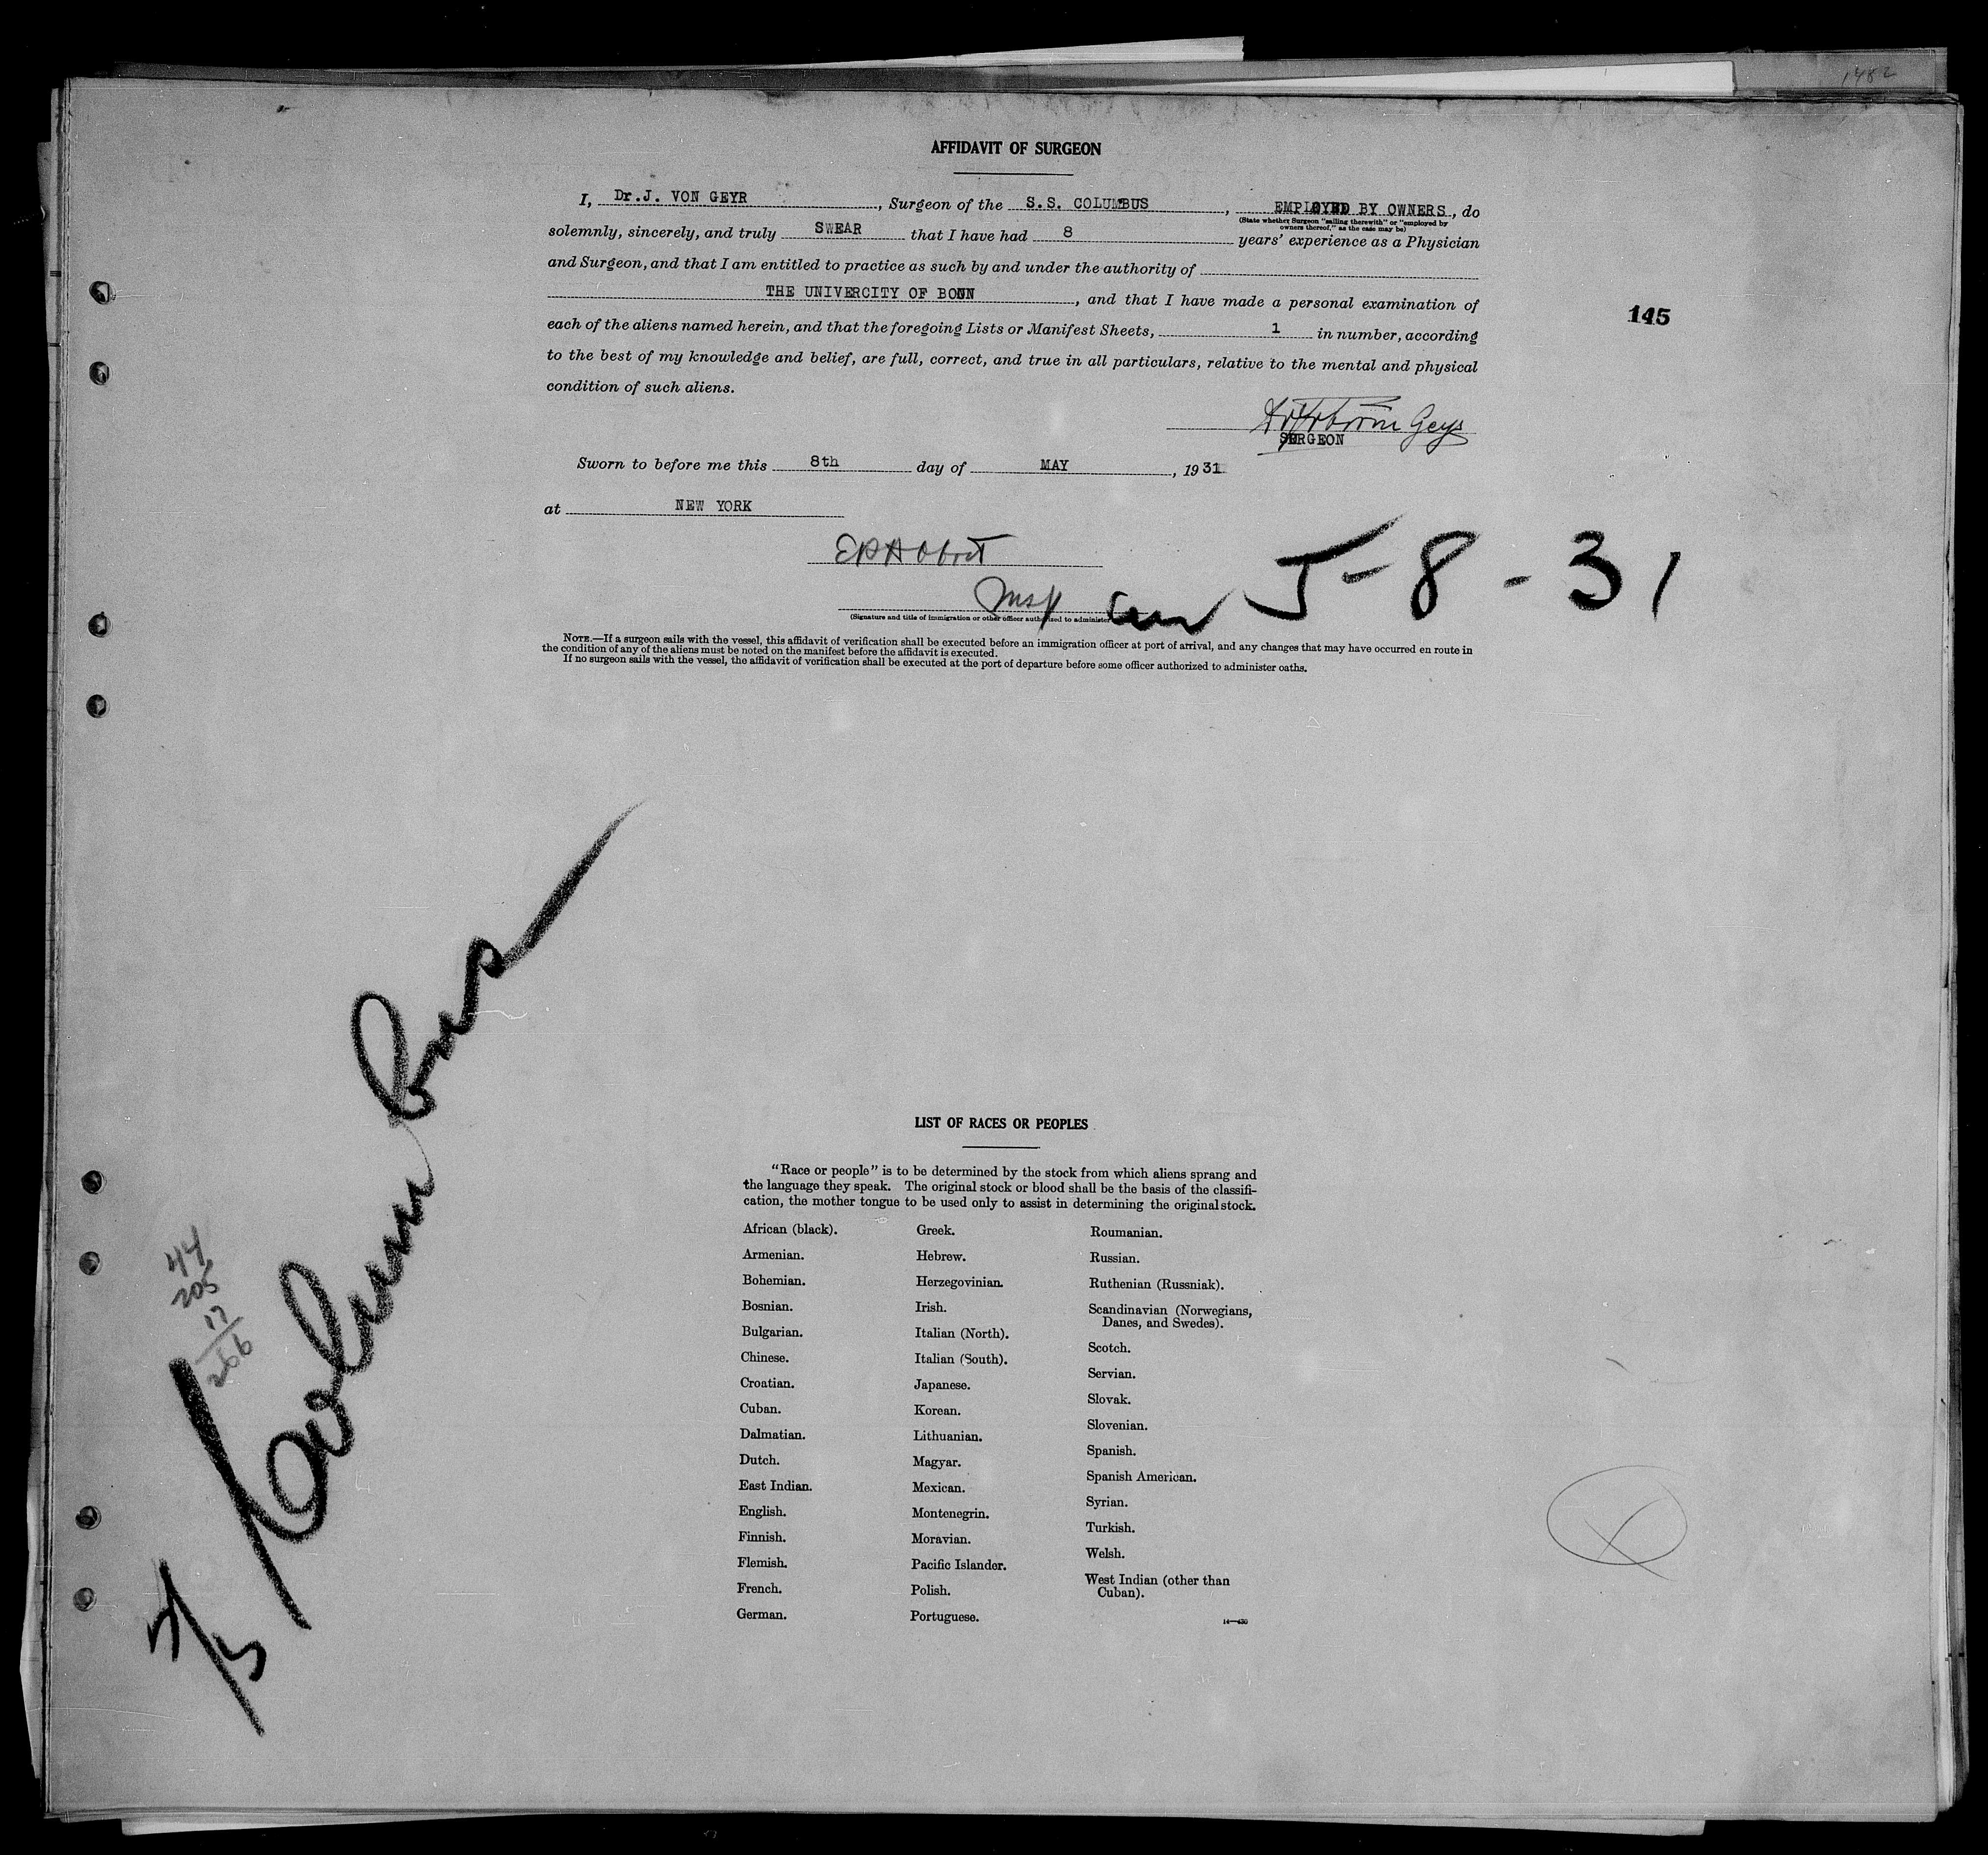 1482
AFFIDAVIT OF SURGEON
I, Dr.J. VON GEYR, Surgeon of the S.S. COLUMBUS, EMPLOYED BY OWNERS, do
(State whether Surgeon "sailing therewith" or "employed by
owners thereof," as the case may be)
solemnly, sincerely, and truly SWEAR that I have had 8 years' experience as a Physician
and Surgeon, and that I am entitled to practice as such by and under the authority of
THE UNIVERCITY OF BONN, and that I have made a personal examination of
145
each of the aliens named herein, and that the foregoing Lists or Manifest Sheets, 1 in number, according
to the best of my knowledge and belief, are full, correct, and true in all particulars, relative to the mental and physical
condition of such aliens.
SURGEON
Sworn to before me this 8th day of MAY, 1931
at NEW YORK
Insp
5-8-31
(Signature and title of immigration or other officer authorized to administer
NOTE.—If a surgeon sails with the vessel, this affidavit of verification shall be executed before an immigration officer at port of arrival, and any changes that may have occurred en route in
the condition of any of the aliens must be noted on the manifest before the affidavit is executed.
If no surgeon sails with the vessel, the affidavit of verification shall be executed at the port of departure before some officer authorized to administer oaths.
Columbus
44
205
17
266
LIST OF RACES OR PEOPLES
"Race or people" is to be determined by the stock from which aliens sprang and
the language they speak. The original stock or blood shall be the basis of the classifi-
cation, the mother tongue to be used only to assist in determining the original stock.
African (black).
Armenian.
Bohemian.
Bosnian.
Bulgarian.
Chinese.
Croatian.
Cuban.
Dalmatian.
Dutch.
East Indian.
English.
Finnish.
Flemish.
French.
German.
Greek.
Hebrew.
Herzegovinian.
Irish.
Italian (North).
Italian (South).
Japanese.
Korean.
Lithuanian.
Magyar.
Mexican.
Montenegrin.
Moravian.
Pacific Islander.
Polish.
Portuguese.
Roumanian.
Russian.
Ruthenian (Russniak).
Scandinavian (Norwegians,
Danes, and Swedes).
Scotch.
Servian.
Slovak.
Slovenian.
Spanish.
Spanish American.
Syrian.
Turkish.
Welsh.
West Indian (other than
Cuban).
14—430